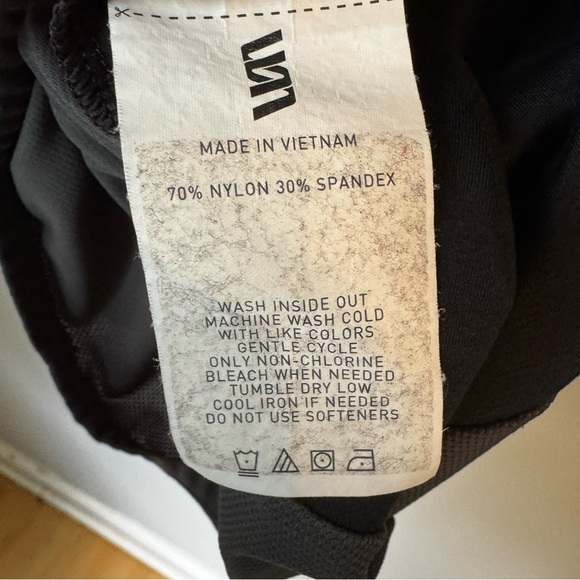 MADE IN VIETNAM
70% NYLON 30% SPANDEX
WASH INSIDE OUT
MACHINE WASH COLD
WITH LIKE COLORS
GENTLE CYCLE
ONLY NON-CHLORINE
BLEACH WHEN NEEDED
TUMBLE DRY LOW
COOL IRON IF NEEDED
DO NOT USE SOFTENERS